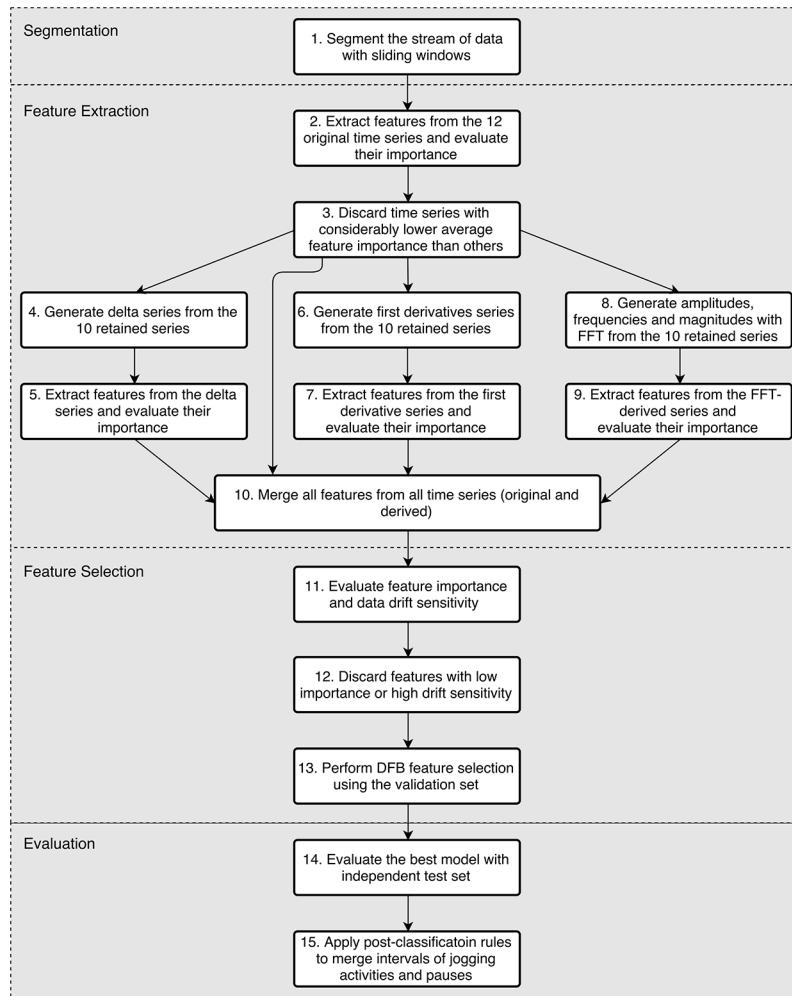 Segmentation
1. Segment the stream of data
with sliding windows
Feature Extraction
2. Extract features from the 12
original time series and evaluate
their importance
3. Discard time series with
considerably lower average
feature importance than others
4. Generate delta series from the
10 retained series
6. Generate first derivatives series
from the 10 retained series
8. Generate amplitudes,
frequencies and magnitudes with
FFT from the 10 retained series
5. Extract features from the delta
series and evaluate their
importance
7. Extract features from the first
derivative series and
evaluate their importance
9. Extract features from the FFT-
derived series and
evaluate their importance
10. Merge all features from all time series (original and
derived)
Feature Selection
11. Evaluate feature importance
and data drift sensitivity
12. Discard features with low
importance or high drift sensitivity
13. Perform DFB feature selection
using the validation set
Evaluation
14. Evaluate the best model with
independent test set
15. Apply post-classificatoin rules
to merge intervals of jogging
activities and pauses